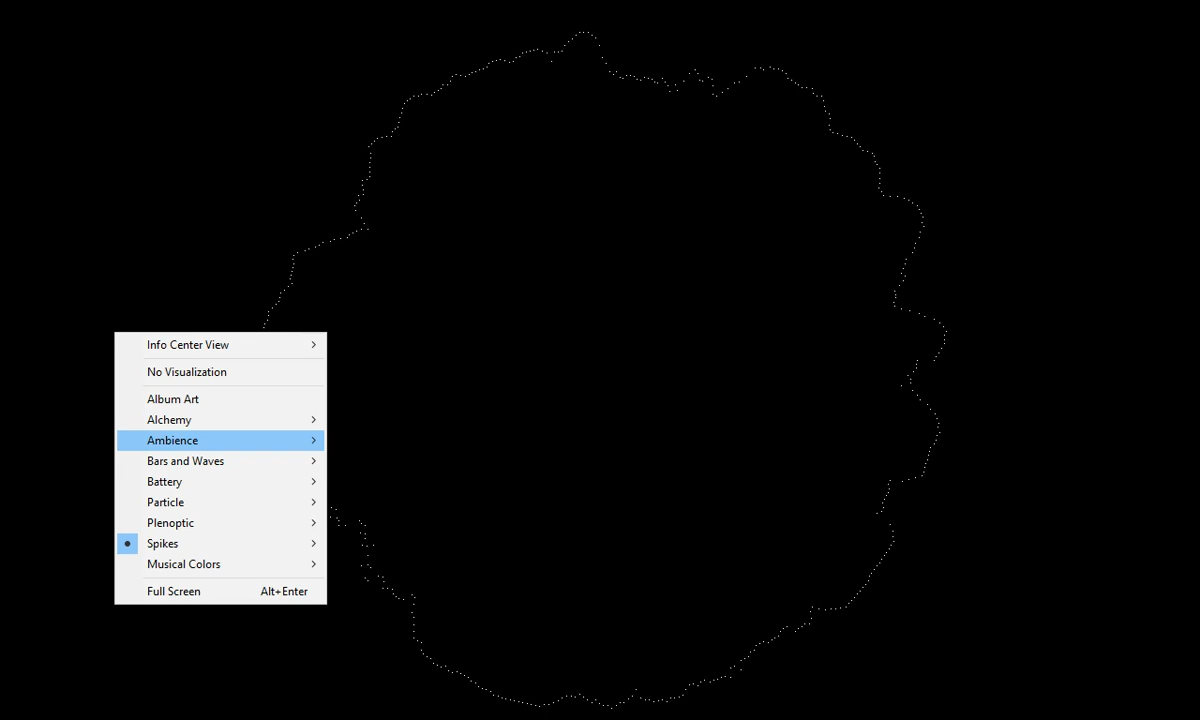 Info Center View
No Visualization
Album Art
Alchemy
Ambience
Bars and Waves
Battery
Particle
Plenoptic
Spikes
Musical Colors
Full Screen Alt+Enter